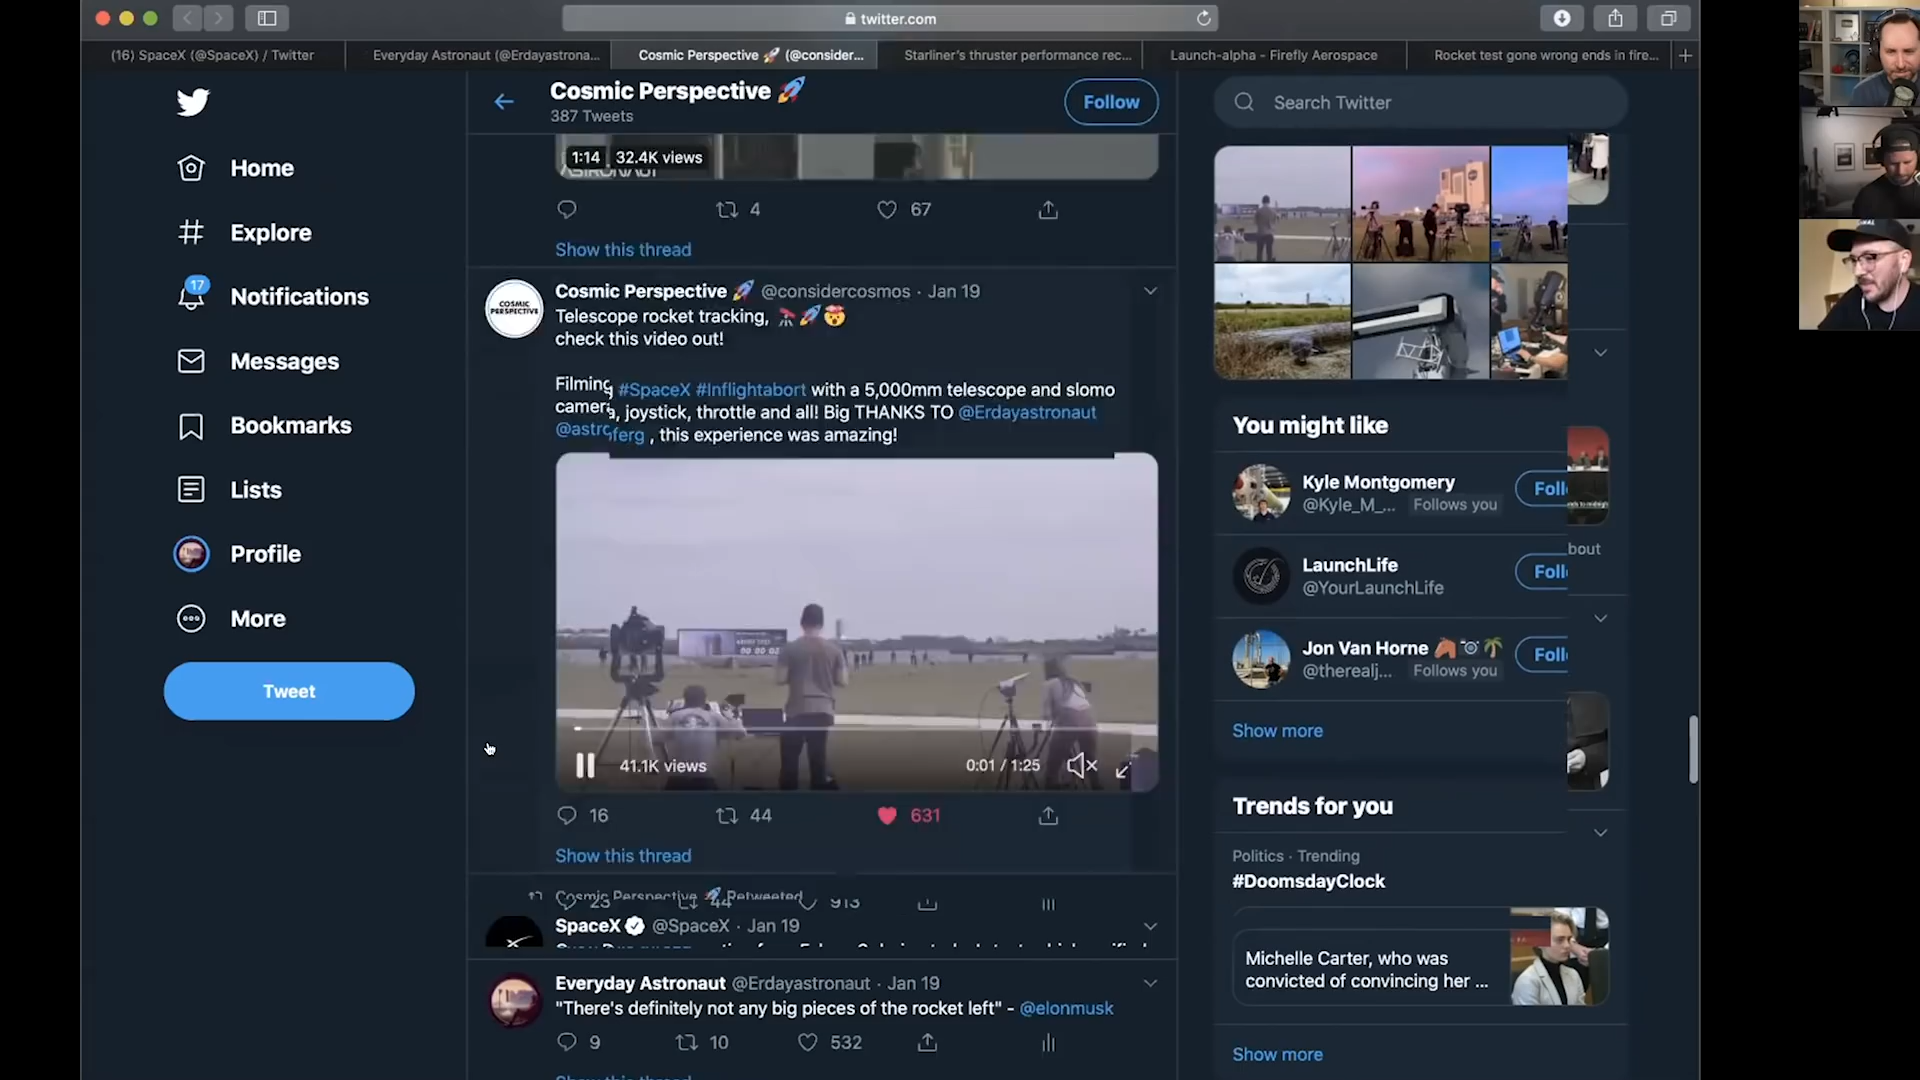 twitter.com
(16) SpaceX (@SpaceX) / Twitter
Everyday Astronaut (@Erdayastrona...
Cosmic Perspective 🚀 (@consider...
Starliner's thruster performance rec...
Launch-alpha – Firefly Aerospace
Rocket test gone wrong ends in fire...
Home
Explore
17
Notifications
Messages
Bookmarks
Lists
Profile
More
Tweet
Cosmic Perspective 🚀
387 Tweets
Follow
1:14 32.4K views
4 67
Show this thread
COSMIC
PERSPECTIVE
Cosmic Perspective 🚀 @considercosmos · Jan 19
Telescope rocket tracking, 🔭🚀🤯
check this video out!
Filming #SpaceX #Inflightabort with a 5,000mm telescope and slomo
camera, joystick, throttle and all! Big THANKS TO @Erdayastronaut
, this experience was amazing!
41.1K views
0:01 / 1:25
16 44 631
Show this thread
Cosmic Perspective 🚀 Retweeted
23 44 913
SpaceX @SpaceX · Jan 19
Everyday Astronaut @Erdayastronaut · Jan 19
"There's definitely not any big pieces of the rocket left" - @elonmusk
9 10 532
Search Twitter
You might like
Kyle Montgomery
@Kyle_M_... Follows you
Foll
LaunchLife
@YourLaunchLife
Foll
bout
Jon Van Horne 🐴📷🌴
@therealj... Follows you
Foll
Show more
Trends for you
Politics · Trending
#DoomsdayClock
Michelle Carter, who was
convicted of convincing her ...
Show more